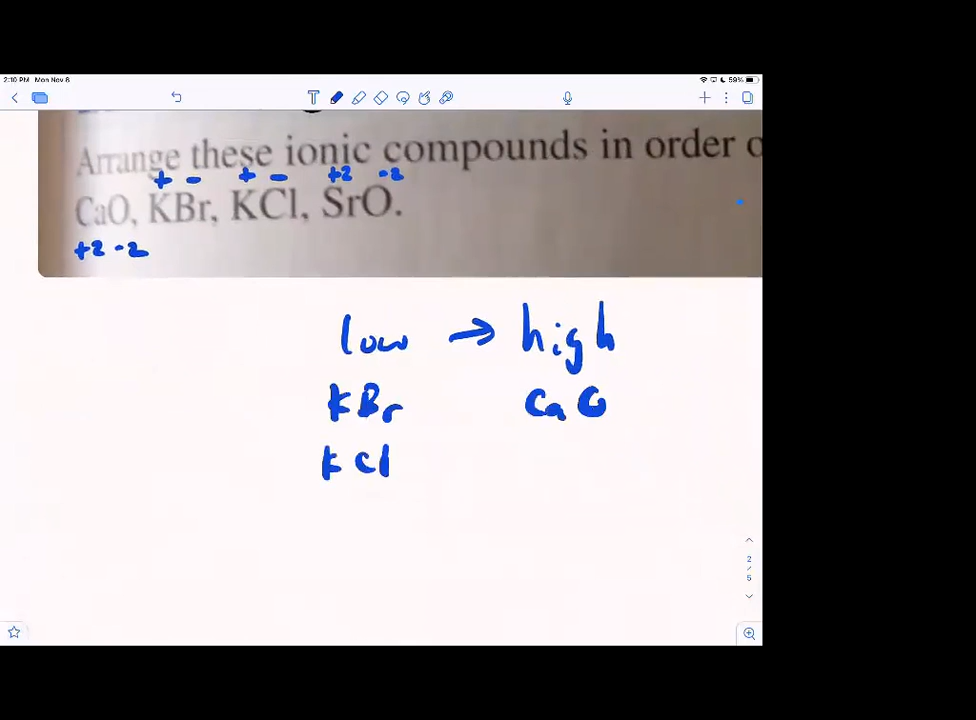 2:10 PM Mon Nov 6
59%
T
Arrange these ionic compounds in order o
+ - + - +2 -2
CaO, KBr, KCl, SrO.
+2 -2
low → high
KBr CaO
KCl
2
/
5